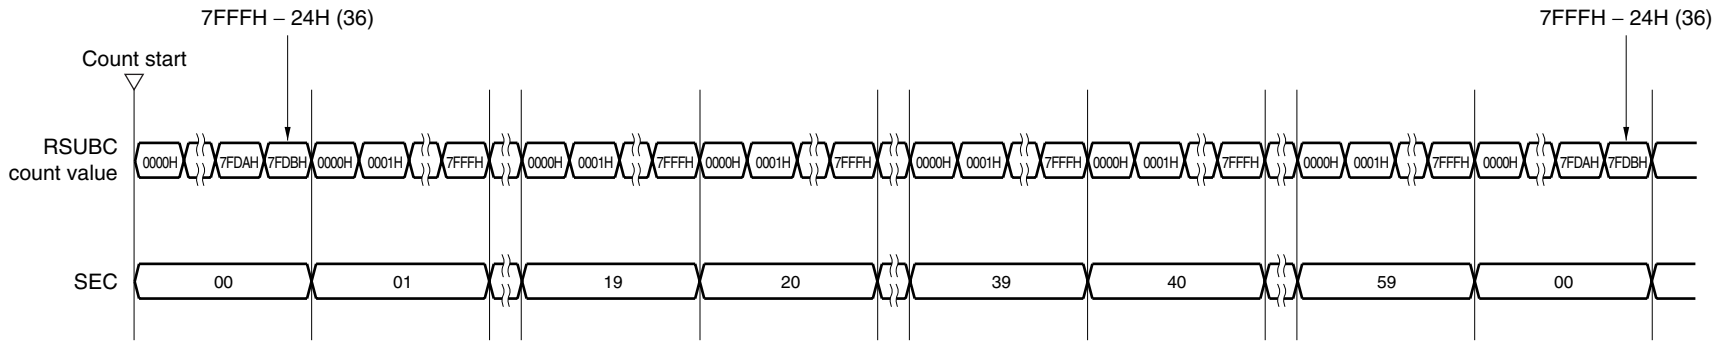 7FFFH – 24H (36) 7FFFH – 24H (36)
Count start
RSUBC
count value
0000H 7FDAH 7FDBH 0000H 0001H 7FFFH 0000H 0001H 7FFFH 0000H 0001H 7FFFH 0000H 0001H 7FFFH 0000H 0001H 7FFFH 0000H 0001H 7FFFH 0000H 7FDAH 7FDBH
SEC 00 01 19 20 39 40 59 00